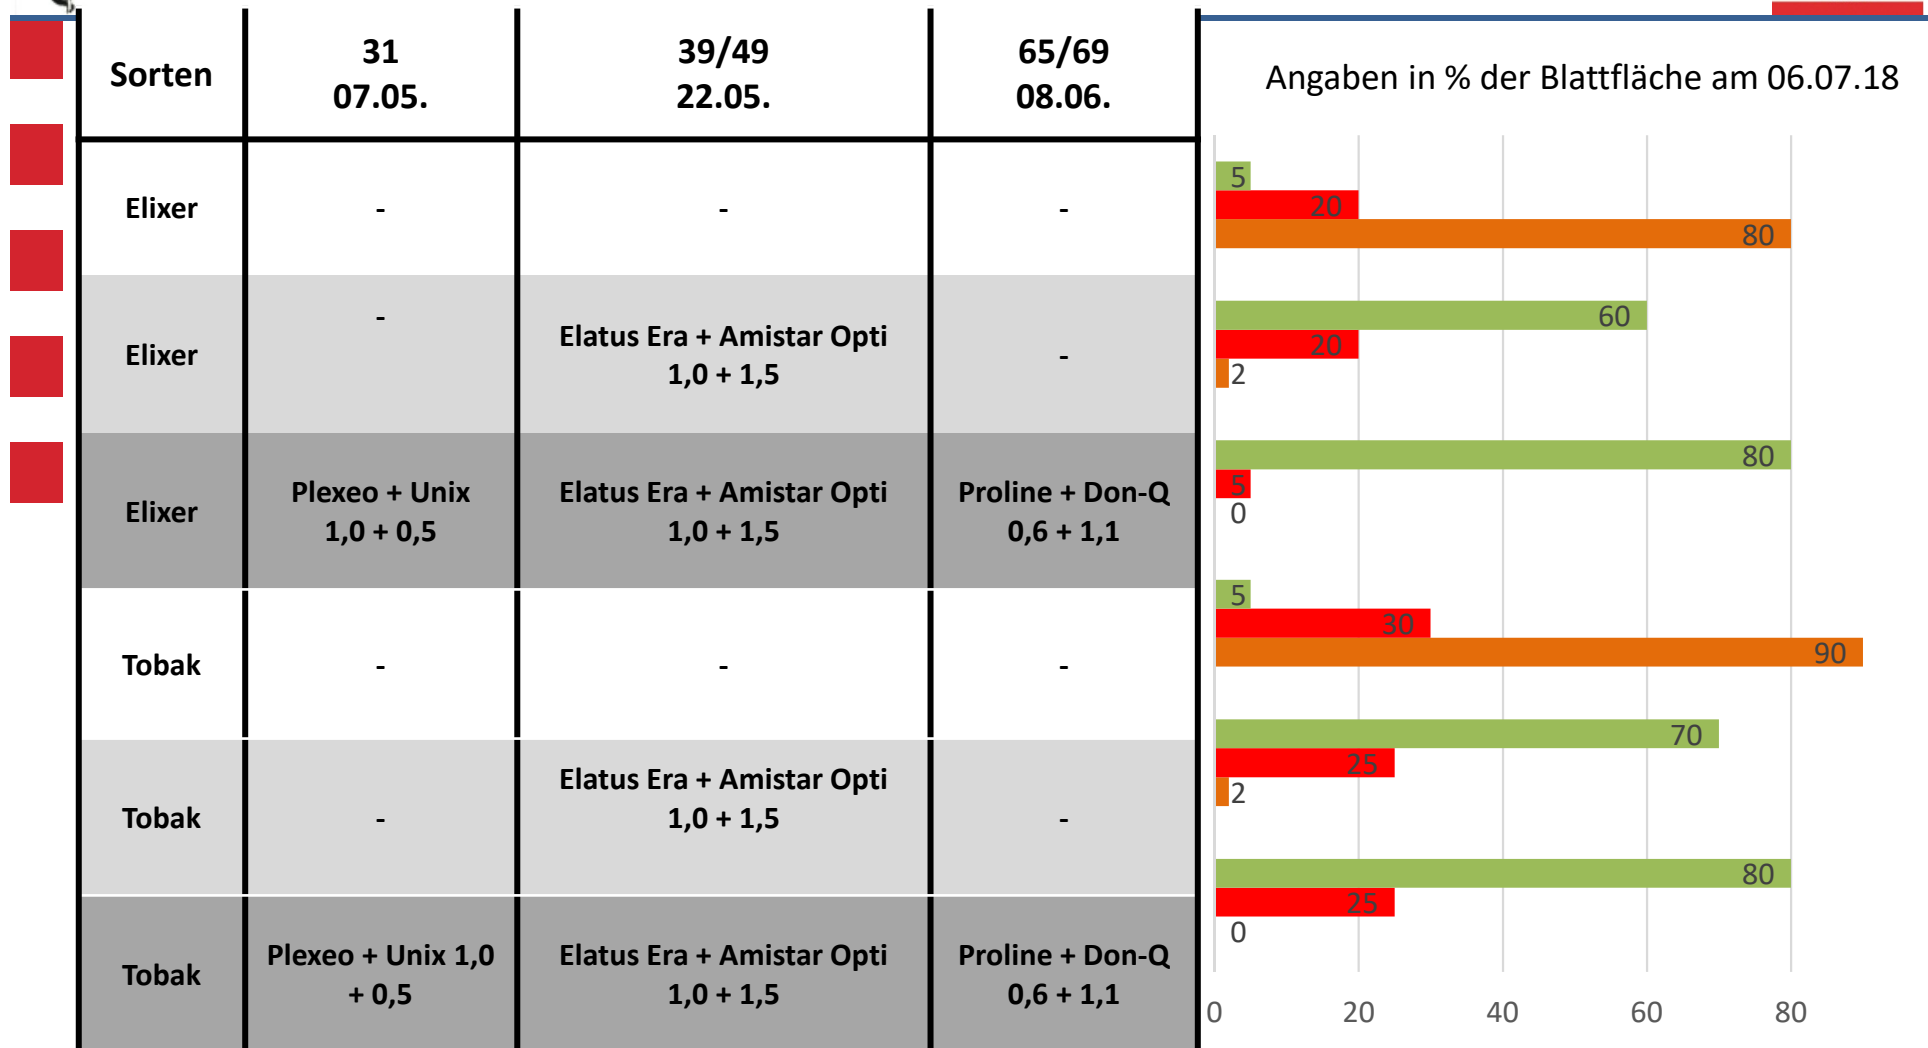 Sorten
31
07.05.
39/49
22.05.
65/69
08.06.
Angaben in % der Blattfläche am 06.07.18
Elixer
-
-
-
5
20
80
Elixer
-
Elatus Era + Amistar Opti
1,0 + 1,5
-
60
20
2
Elixer
Plexeo + Unix
1,0 + 0,5
Elatus Era + Amistar Opti
1,0 + 1,5
Proline + Don-Q
0,6 + 1,1
80
5
0
Tobak
-
-
-
5
30
90
Tobak
-
Elatus Era + Amistar Opti
1,0 + 1,5
-
70
25
2
Tobak
Plexeo + Unix 1,0
+ 0,5
Elatus Era + Amistar Opti
1,0 + 1,5
Proline + Don-Q
0,6 + 1,1
80
25
0
0
20
40
60
80